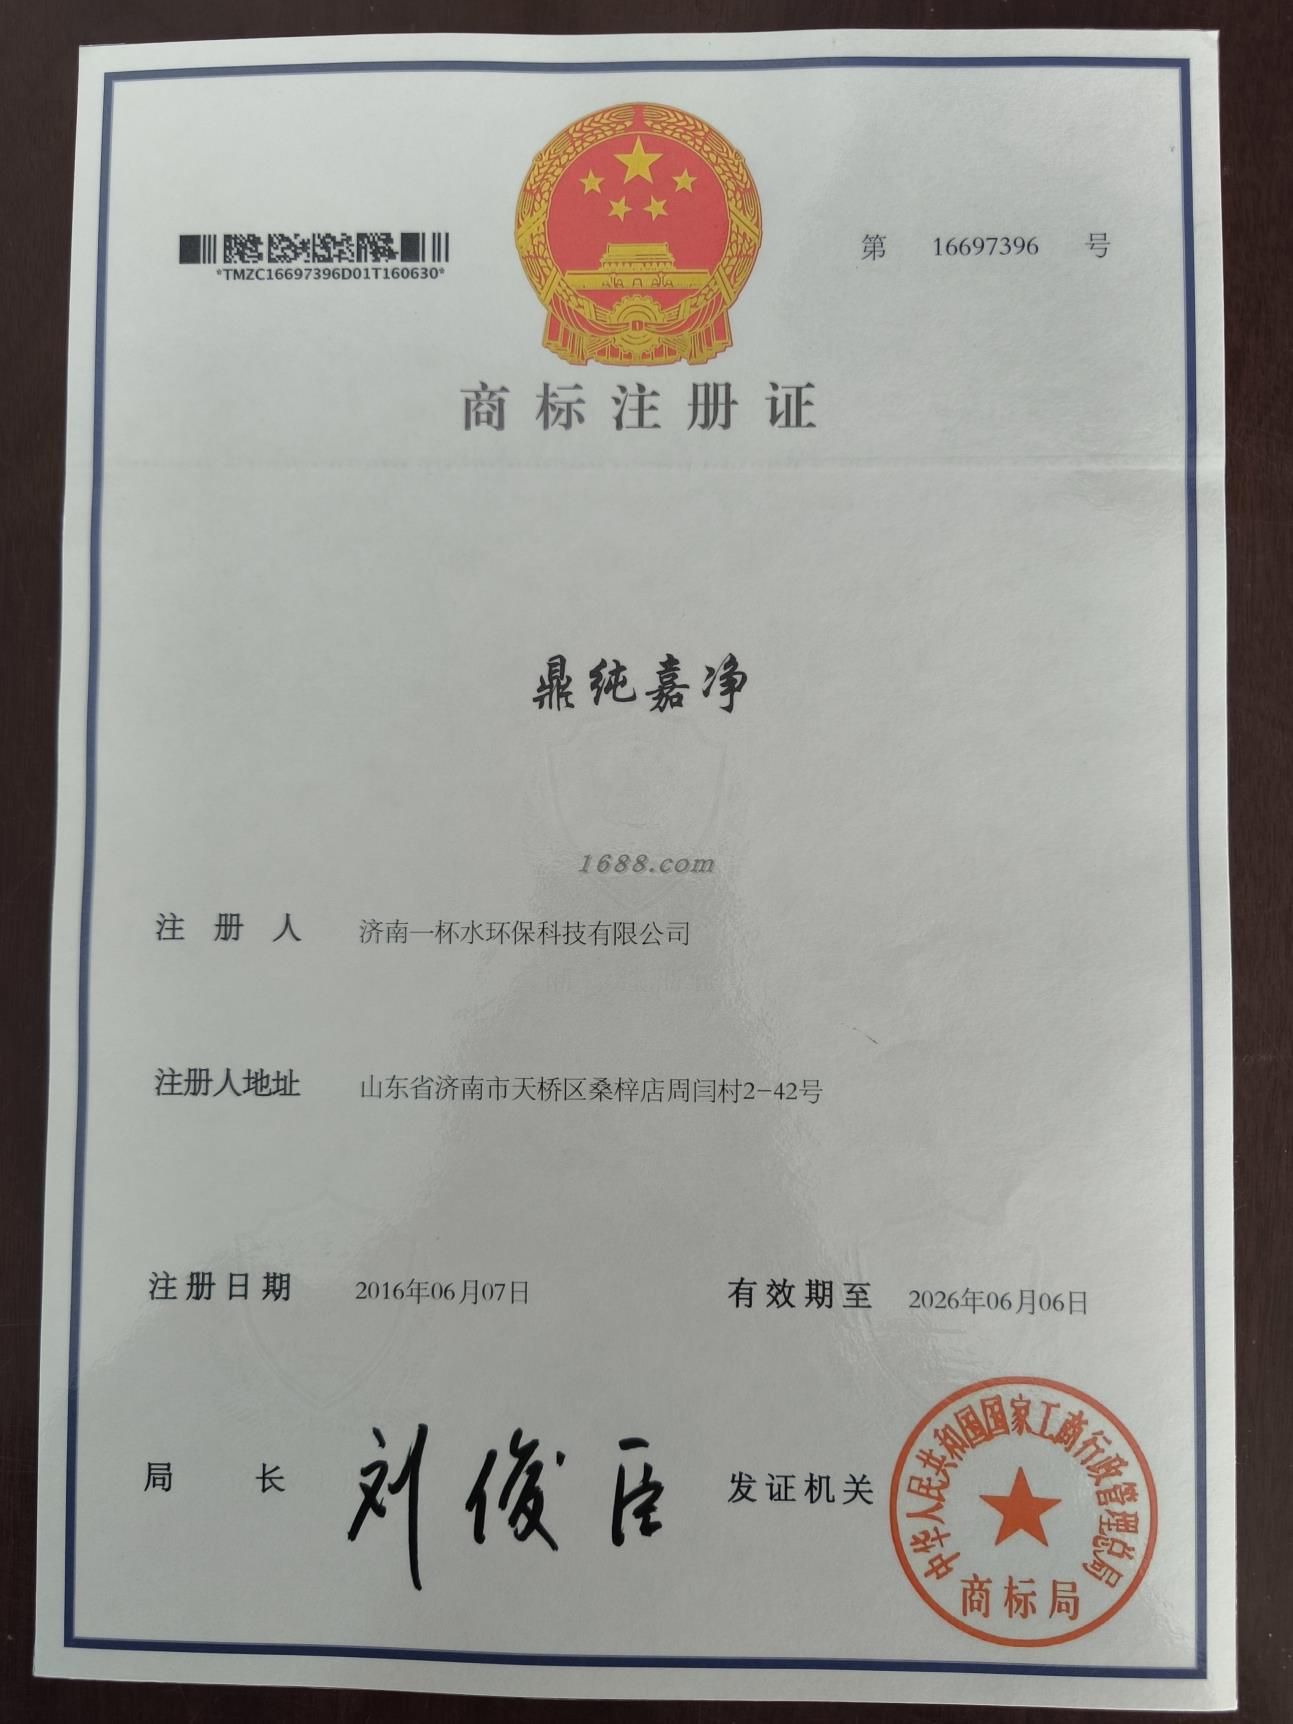 第 16697396 号
*TMZC16697396D01T160630*
商标注册证
鼎纯嘉净
1688.com
注册人 济南一杯水环保科技有限公司
注册人地址 山东省济南市天桥区桑梓店周闫村2-42号
注册日期 2016年06月07日 有效期至 2026年06月06日
局长 刘俊臣 发证机关
中华人民共和国国家工商行政管理总局
商标局